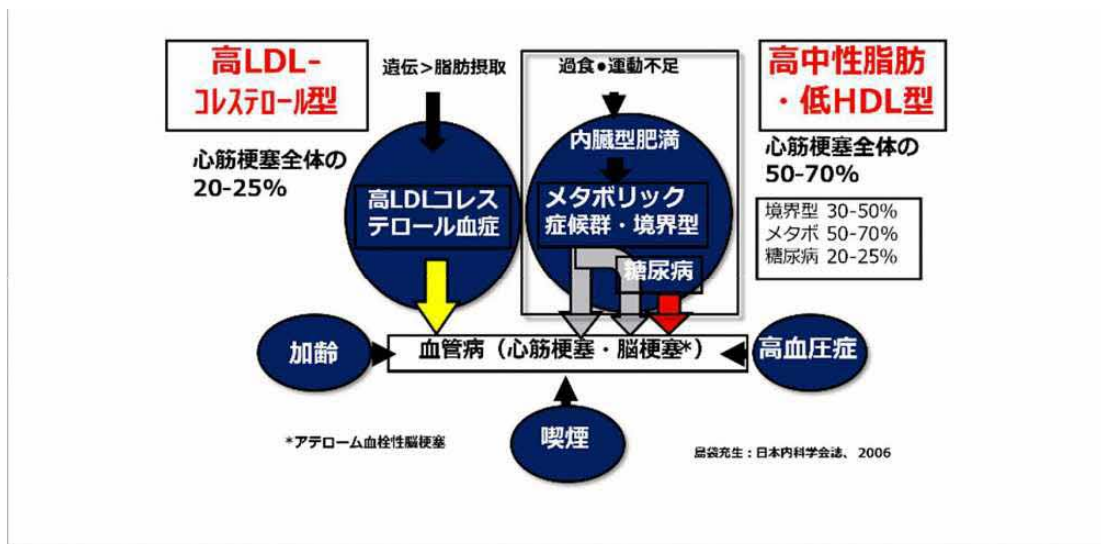 高LDL-
ｺﾚｽﾃﾛｰﾙ型
遺伝>脂肪摂取
過食●運動不足
高中性脂肪
・低HDL型
心筋梗塞全体の
20-25%
内臓型肥満
心筋梗塞全体の
50-70%
高LDLコレス
テロール血症
メタボリック
症候群・境界型
境界型 30-50%
メタボ 50-70%
糖尿病 20-25%
糖尿病
加齢
血管病（心筋梗塞・脳梗塞*）
高血圧症
喫煙
*アテローム血栓性脳梗塞
島袋充生：日本内科学会誌、2006